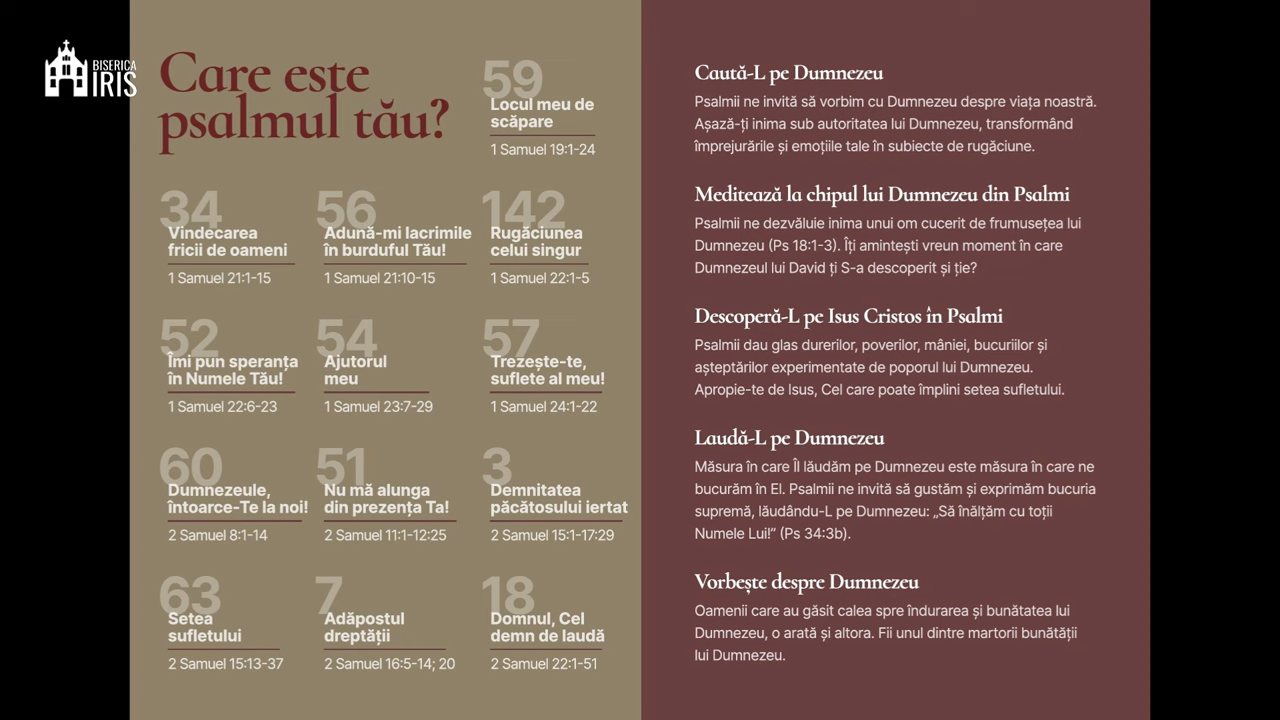 BISERICA
IRIS
Care este
psalmul tău?
59
Locul meu de
scăpare
1 Samuel 19:1-24
34
Vindecarea
fricii de oameni
1 Samuel 21:1-15
56
Adună-mi lacrimile
în burduful Tău!
1 Samuel 21:10-15
142
Rugăciunea
celui singur
1 Samuel 22:1-5
52
Îmi pun speranța
în Numele Tău!
1 Samuel 22:6-23
54
Ajutorul
meu
1 Samuel 23:7-29
57
Trezește-te,
suflete al meu!
1 Samuel 24:1-22
60
Dumnezeule,
întoarce-Te la noi!
2 Samuel 8:1-14
51
Nu mă alunga
din prezența Ta!
2 Samuel 11:1-12:25
3
Demnitatea
păcătosului iertat
2 Samuel 15:1-17:29
63
Setea
sufletului
2 Samuel 15:13-37
7
Adăpostul
dreptății
2 Samuel 16:5-14; 20
18
Domnul, Cel
demn de laudă
2 Samuel 22:1-51
Caută-L pe Dumnezeu
Psalmii ne invită să vorbim cu Dumnezeu despre viața noastră.
Așază-ți inima sub autoritatea lui Dumnezeu, transformând
împrejurările și emoțiile tale în subiecte de rugăciune.
Meditează la chipul lui Dumnezeu din Psalmi
Psalmii ne dezvăluie inima unui om cucerit de frumusețea lui
Dumnezeu (Ps 18:1-3). Îți amintești vreun moment în care
Dumnezeul lui David ți S-a descoperit și ție?
Descoperă-L pe Isus Cristos în Psalmi
Psalmii dau glas durerilor, poverilor, mâniei, bucuriilor și
așteptărilor experimentate de poporul lui Dumnezeu.
Apropie-te de Isus, Cel care poate împlini setea sufletului.
Laudă-L pe Dumnezeu
Măsura în care Îl lăudăm pe Dumnezeu este măsura în care ne
bucurăm în El. Psalmii ne invită să gustăm și exprimăm bucuria
supremă, lăudându-L pe Dumnezeu: „Să înălțăm cu toții
Numele Lui!” (Ps 34:3b).
Vorbește despre Dumnezeu
Oamenii care au găsit calea spre îndurarea și bunătatea lui
Dumnezeu, o arată și altora. Fii unul dintre martorii bunătății
lui Dumnezeu.